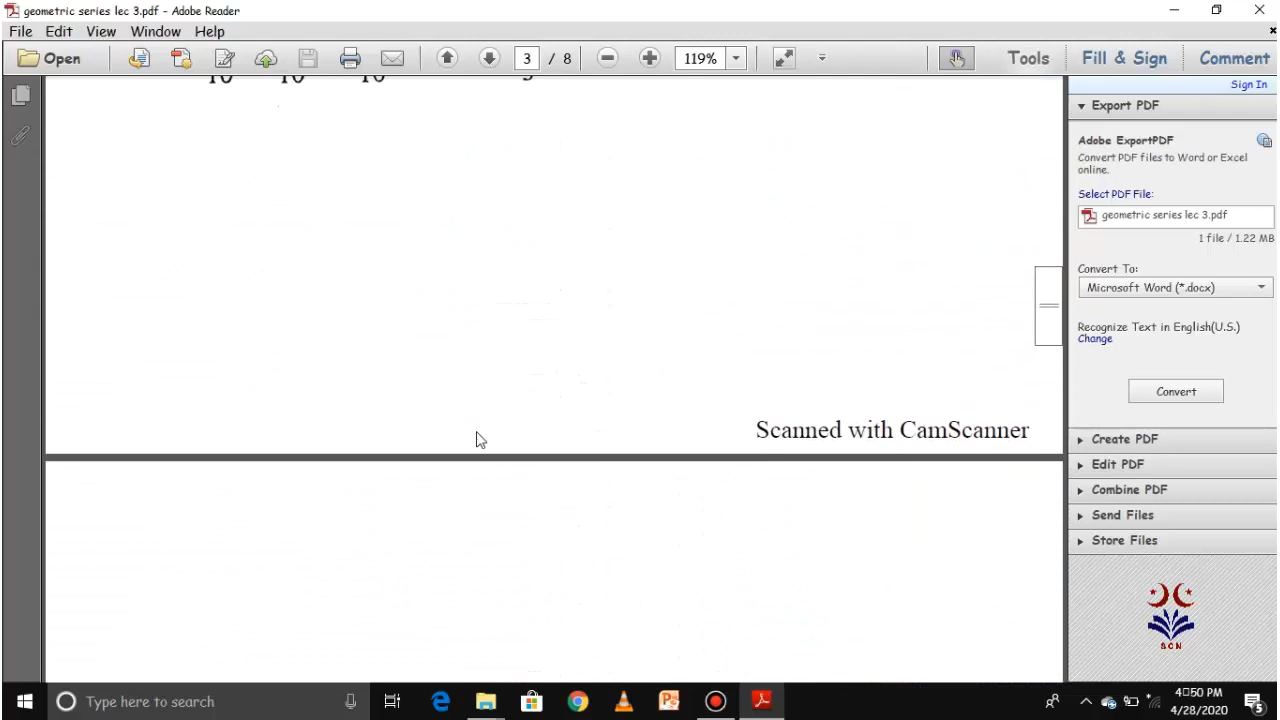 geometric series lec 3.pdf - Adobe Reader
File Edit View Window Help
Open 3 / 8 119% Tools Fill & Sign Comment
Sign In
Export PDF
Adobe ExportPDF
Convert PDF files to Word or Excel
online.
Select PDF File:
geometric series lec 3.pdf
1 file / 1.22 MB
Convert To:
Microsoft Word (*.docx)
Recognize Text in English(U.S.)
Change
Convert
Scanned with CamScanner
Create PDF
Edit PDF
Combine PDF
Send Files
Store Files
SCN
Type here to search
4:50 PM
4/28/2020
5